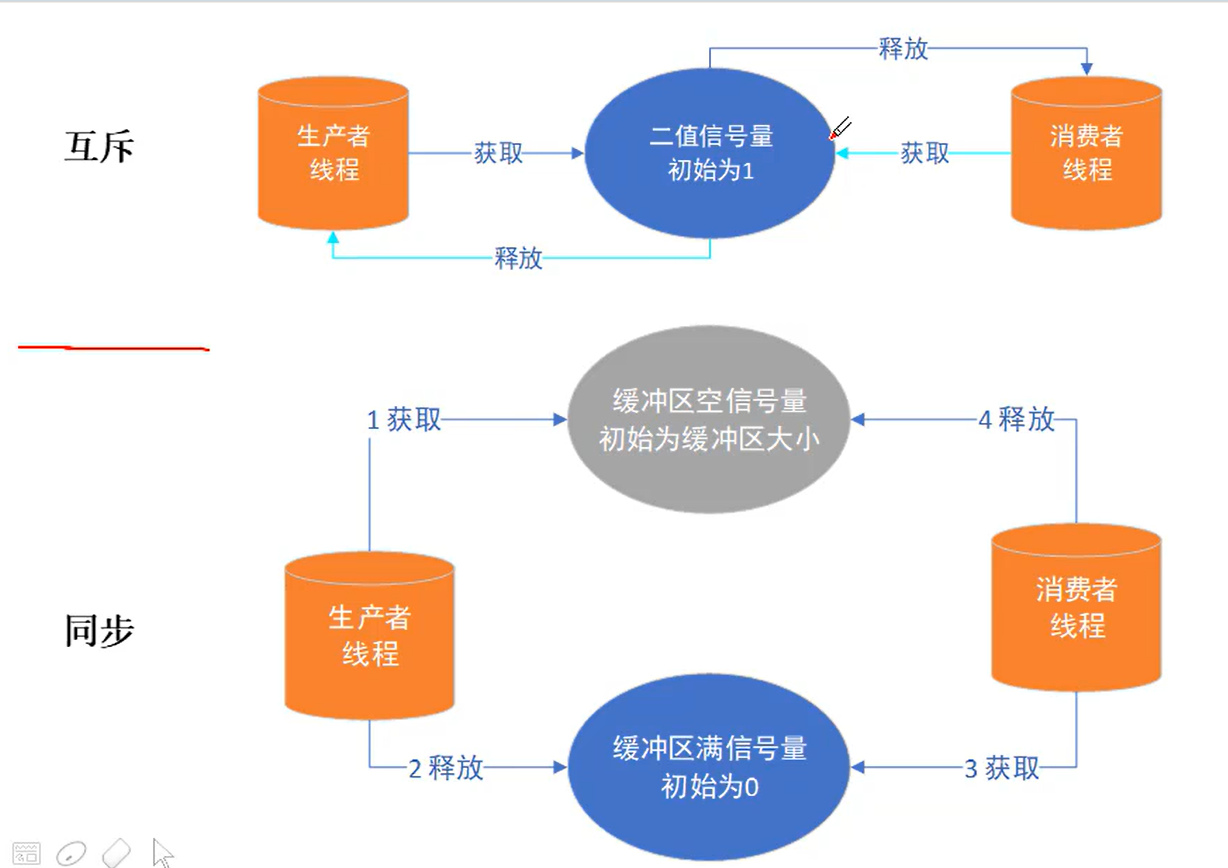 释放
互斥
生产者
线程
获取
二值信号量
初始为1
获取
消费者
线程
释放
缓冲区空信号量
初始为缓冲区大小
1 获取
4 释放
同步
生产者
线程
消费者
线程
缓冲区满信号量
初始为0
2 释放
3 获取